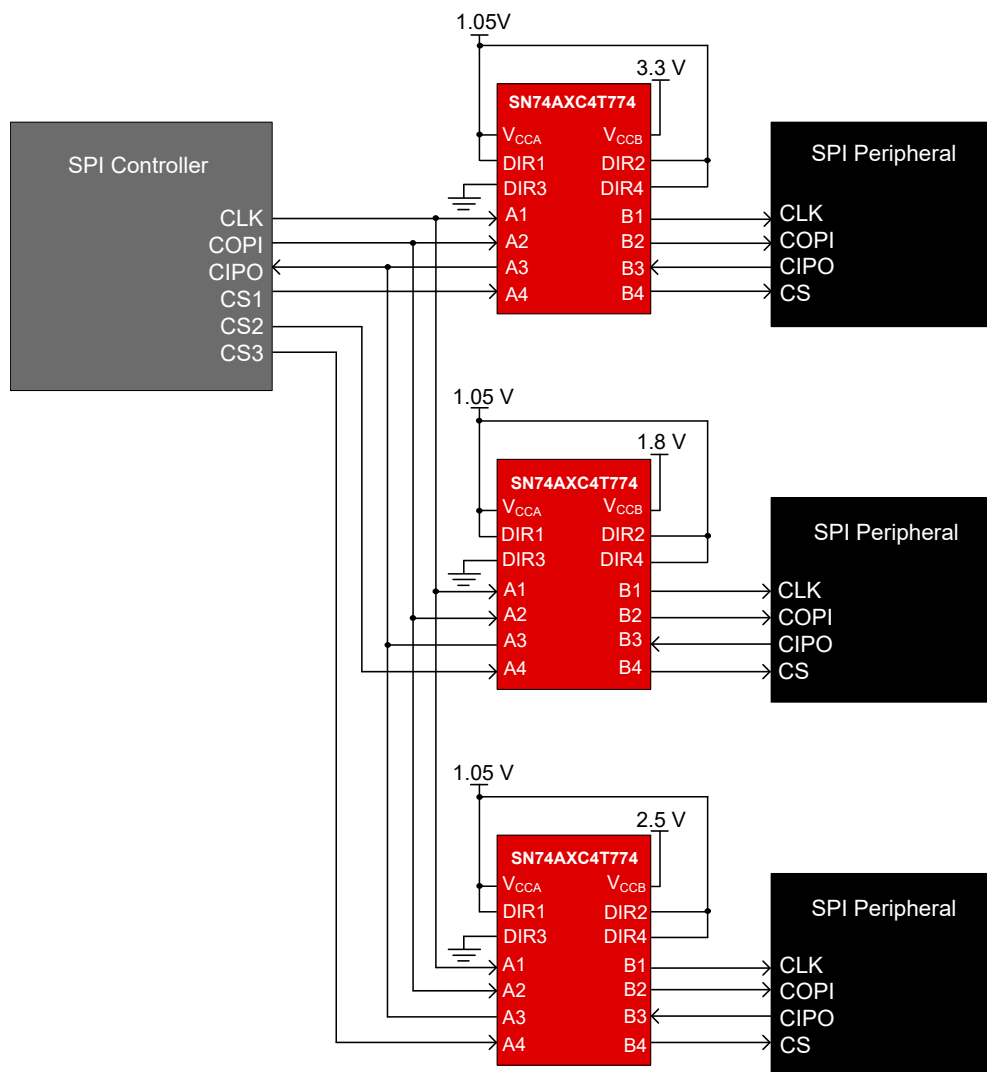 1.05V
3.3 V
SN74AXC4T774
VCCA VCCB
DIR1 DIR2
DIR3 DIR4
A1 B1
A2 B2
A3 B3
A4 B4
SPI Controller
CLK
COPI
CIPO
CS1
CS2
CS3
SPI Peripheral
CLK
COPI
CIPO
CS
1.05 V
1.8 V
SN74AXC4T774
VCCA VCCB
DIR1 DIR2
DIR3 DIR4
A1 B1
A2 B2
A3 B3
A4 B4
SPI Peripheral
CLK
COPI
CIPO
CS
1.05 V
2.5 V
SN74AXC4T774
VCCA VCCB
DIR1 DIR2
DIR3 DIR4
A1 B1
A2 B2
A3 B3
A4 B4
SPI Peripheral
CLK
COPI
CIPO
CS